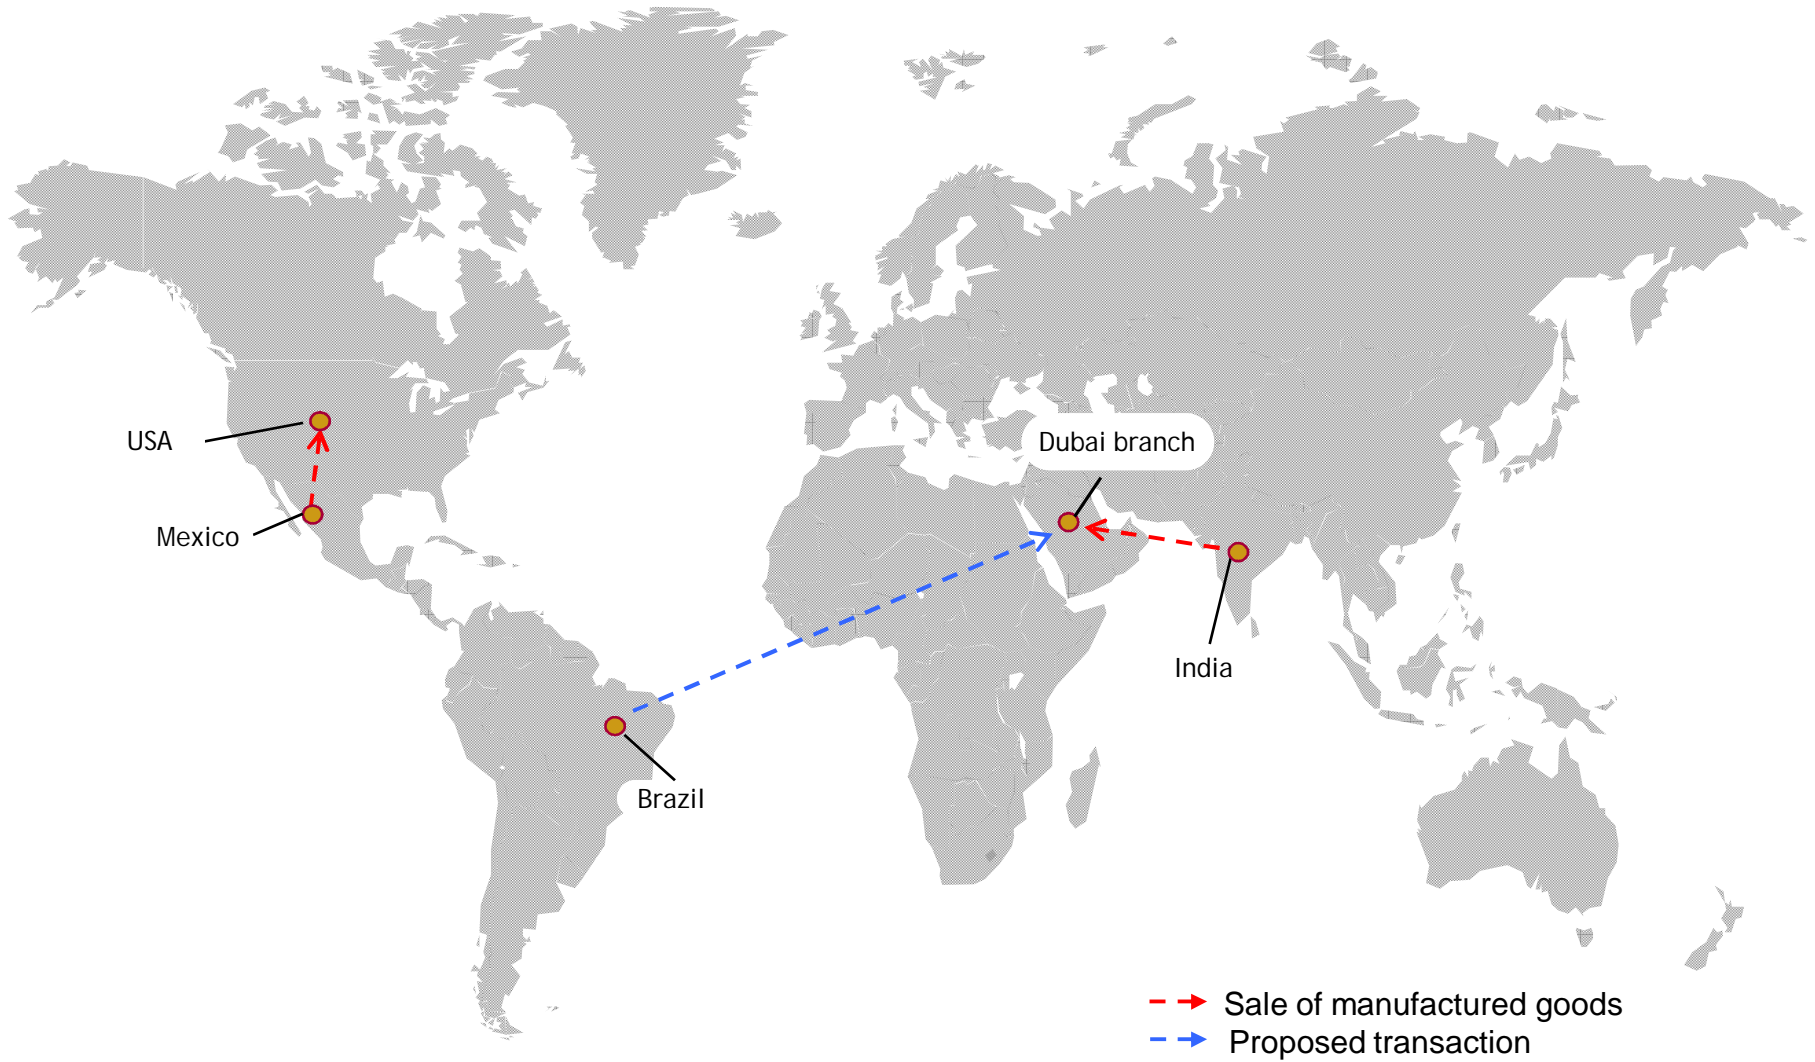 USA
Dubai branch
Mexico
India
Brazil
Sale of manufactured goods
Proposed transaction